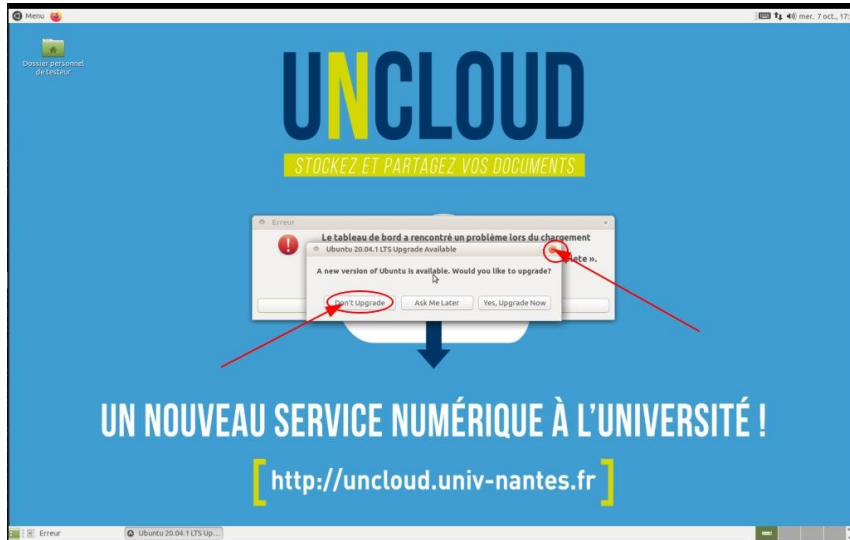 Menu
mer. 7 oct., 17:
Dossier personnel
de testeur
UNCLOUD
STOCKEZ ET PARTAGEZ VOS DOCUMENTS
Erreur
Le tableau de bord a rencontré un problème lors du chargement
Ubuntu 20.04.1 LTS Upgrade Available
lete ».
A new version of Ubuntu is available. Would you like to upgrade?
Don't Upgrade
Ask Me Later
Yes, Upgrade Now
UN NOUVEAU SERVICE NUMÉRIQUE À L'UNIVERSITÉ !
[http://uncloud.univ-nantes.fr]
Erreur
Ubuntu 20.04.1 LTS Up...